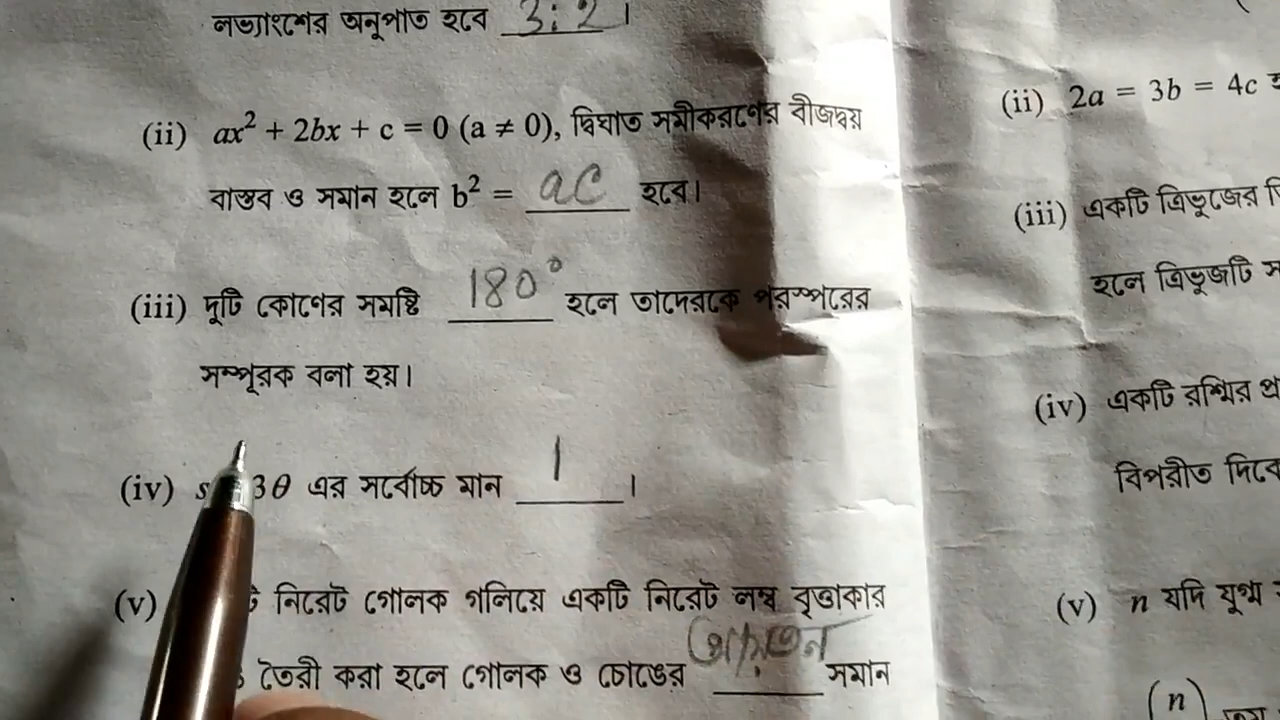 লভ্যাংশের অনুপাত হবে 3:2 ।
(ii) ax² + 2bx + c = 0 (a ≠ 0), দ্বিঘাত সমীকরণের বীজদ্বয়
বাস্তব ও সমান হলে b² = ac হবে।
(iii) দুটি কোণের সমষ্টি 180° হলে তাদেরকে পরস্পরের
সম্পূরক বলা হয়।
(iv) 3θ এর সর্বোচ্চ মান 1 ।
(v) নিরেট গোলক গলিয়ে একটি নিরেট লম্ব বৃত্তাকার
তৈরী করা হলে গোলক ও চোঙের আয়তন সমান
(ii) 2a = 3b = 4c
(iii) একটি ত্রিভুজের
হলে ত্রিভুজটি
(iv) একটি রশ্মির
বিপরীত দিকে
(v) n যদি যুগ্ম
(n)